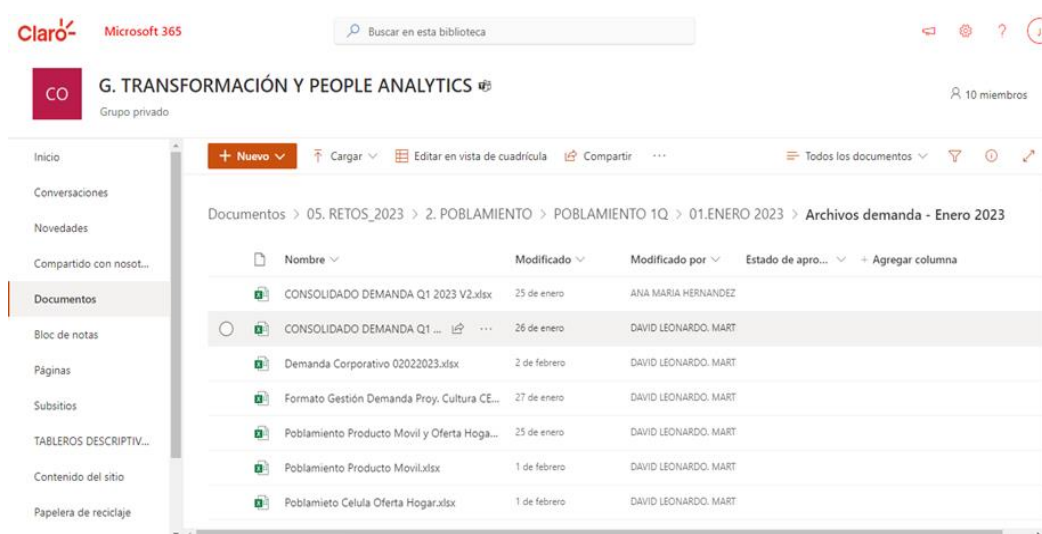 Claro Microsoft 365 Buscar en esta biblioteca ? J
CO G. TRANSFORMACIÓN Y PEOPLE ANALYTICS 10 miembros
Grupo privado
Inicio
Conversaciones
Novedades
Compartido con nosot...
Documentos
Bloc de notas
Páginas
Subsitios
TABLEROS DESCRIPTIV...
Contenido del sitio
Papelera de reciclaje
+ Nuevo Cargar Editar en vista de cuadrícula Compartir ... Todos los documentos
Documentos > 05. RETOS_2023 > 2. POBLAMIENTO > POBLAMIENTO 1Q > 01.ENERO 2023 > Archivos demanda - Enero 2023
Nombre Modificado Modificado por Estado de apro... + Agregar columna
CONSOLIDADO DEMANDA Q1 2023 V2.xlsx 25 de enero ANA MARIA HERNANDEZ
CONSOLIDADO DEMANDA Q1 ... ... 26 de enero DAVID LEONARDO. MART
Demanda Corporativo 02022023.xlsx 2 de febrero DAVID LEONARDO. MART
Formato Gestión Demanda Proy. Cultura CE... 27 de enero DAVID LEONARDO. MART
Poblamiento Producto Movil y Oferta Hoga... 25 de enero DAVID LEONARDO. MART
Poblamiento Producto Movil.xlsx 1 de febrero DAVID LEONARDO. MART
Poblamieto Celula Oferta Hogar.xlsx 1 de febrero DAVID LEONARDO. MART